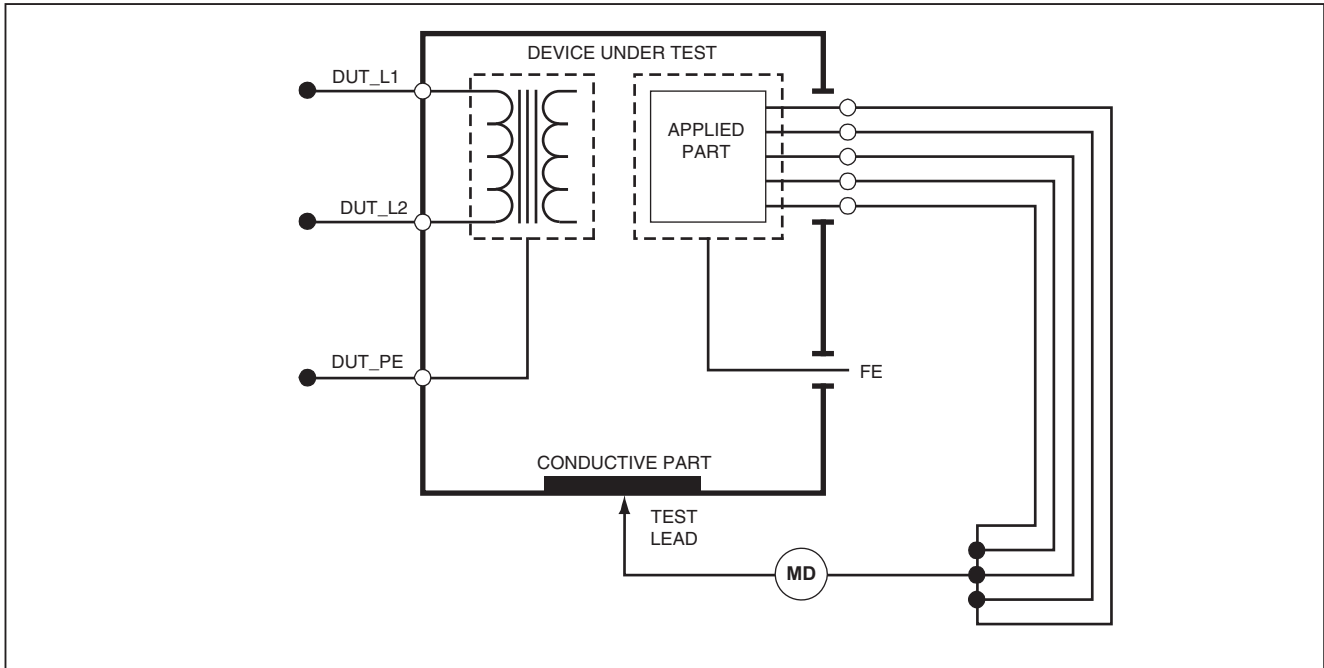 DEVICE UNDER TEST
DUT_L1
APPLIED
PART
DUT_L2
DUT_PE
FE
CONDUCTIVE PART
TEST
LEAD
MD